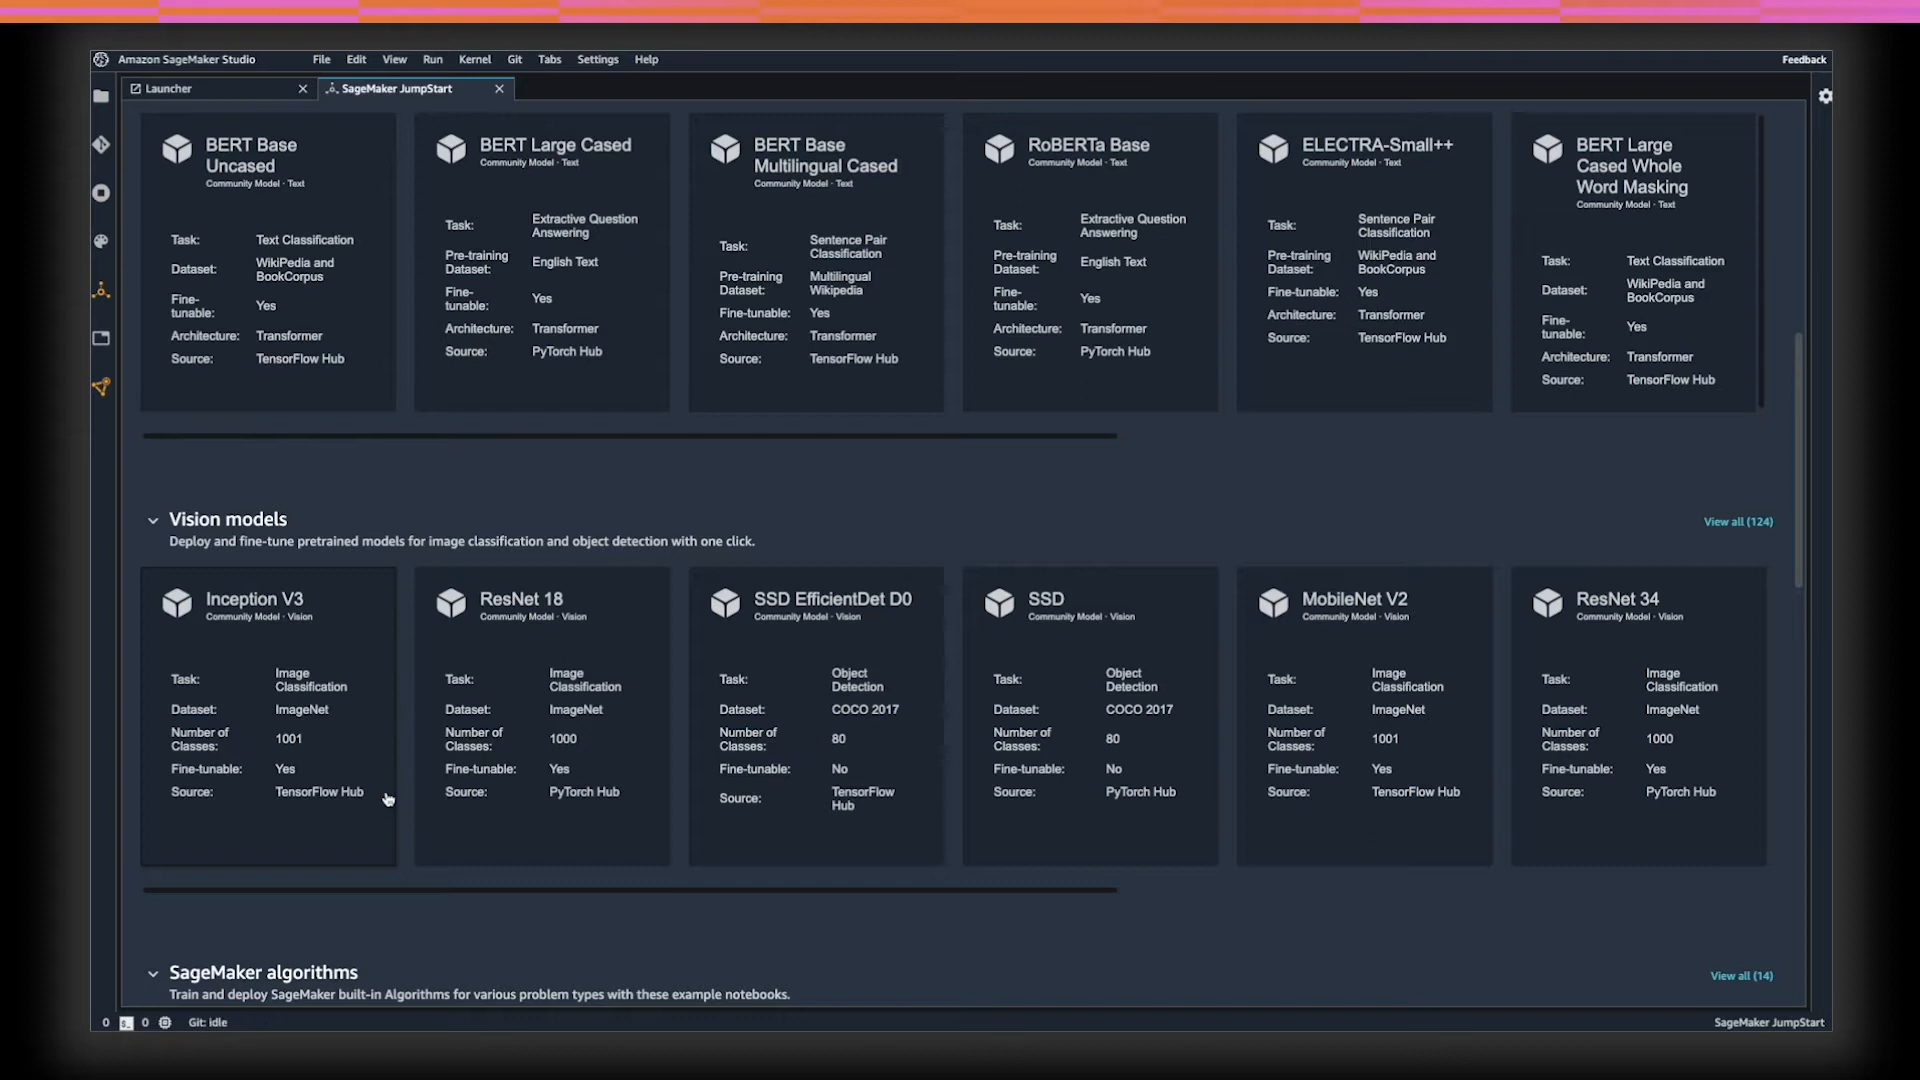 Amazon SageMaker Studio File Edit View Run Kernel Git Tabs Settings Help Feedback
Launcher SageMaker JumpStart
BERT Base
Uncased
Community Model · Text
Task: Text Classification
Dataset: WikiPedia and
BookCorpus
Fine-
tunable: Yes
Architecture: Transformer
Source: TensorFlow Hub
BERT Large Cased
Community Model · Text
Task: Extractive Question
Answering
Pre-training
Dataset: English Text
Fine-
tunable: Yes
Architecture: Transformer
Source: PyTorch Hub
BERT Base
Multilingual Cased
Community Model · Text
Task: Sentence Pair
Classification
Pre-training
Dataset: Multilingual
Wikipedia
Fine-tunable: Yes
Architecture: Transformer
Source: TensorFlow Hub
RoBERTa Base
Community Model · Text
Task: Extractive Question
Answering
Pre-training
Dataset: English Text
Fine-
tunable: Yes
Architecture: Transformer
Source: PyTorch Hub
ELECTRA-Small++
Community Model · Text
Task: Sentence Pair
Classification
Pre-training
Dataset: WikiPedia and
BookCorpus
Fine-tunable: Yes
Architecture: Transformer
Source: TensorFlow Hub
BERT Large
Cased Whole
Word Masking
Community Model · Text
Task: Text Classification
Dataset: WikiPedia and
BookCorpus
Fine-
tunable: Yes
Architecture: Transformer
Source: TensorFlow Hub
Vision models View all (124)
Deploy and fine-tune pretrained models for image classification and object detection with one click.
Inception V3
Community Model · Vision
Task: Image
Classification
Dataset: ImageNet
Number of
Classes: 1001
Fine-tunable: Yes
Source: TensorFlow Hub
ResNet 18
Community Model · Vision
Task: Image
Classification
Dataset: ImageNet
Number of
Classes: 1000
Fine-tunable: Yes
Source: PyTorch Hub
SSD EfficientDet D0
Community Model · Vision
Task: Object
Detection
Dataset: COCO 2017
Number of
Classes: 80
Fine-tunable: No
Source: TensorFlow
Hub
SSD
Community Model · Vision
Task: Object
Detection
Dataset: COCO 2017
Number of
Classes: 80
Fine-tunable: No
Source: PyTorch Hub
MobileNet V2
Community Model · Vision
Task: Image
Classification
Dataset: ImageNet
Number of
Classes: 1001
Fine-tunable: Yes
Source: TensorFlow Hub
ResNet 34
Community Model · Vision
Task: Image
Classification
Dataset: ImageNet
Number of
Classes: 1000
Fine-tunable: Yes
Source: PyTorch Hub
SageMaker algorithms View all (14)
Train and deploy SageMaker built-in Algorithms for various problem types with these example notebooks.
0 $_ 0 Git: idle SageMaker JumpStart